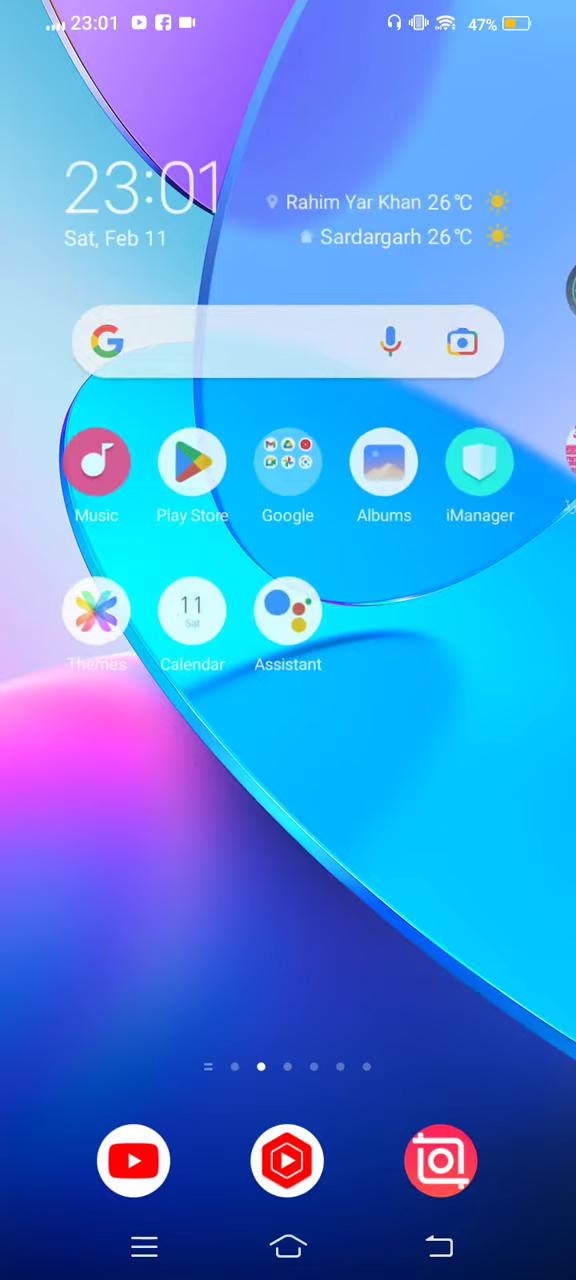 23:01
47%
23:01
Rahim Yar Khan 26℃
Sat, Feb 11
Sardargarh 26℃
Music
Play Store
Google
Albums
iManager
11
Sat
Themes
Calendar
Assistant